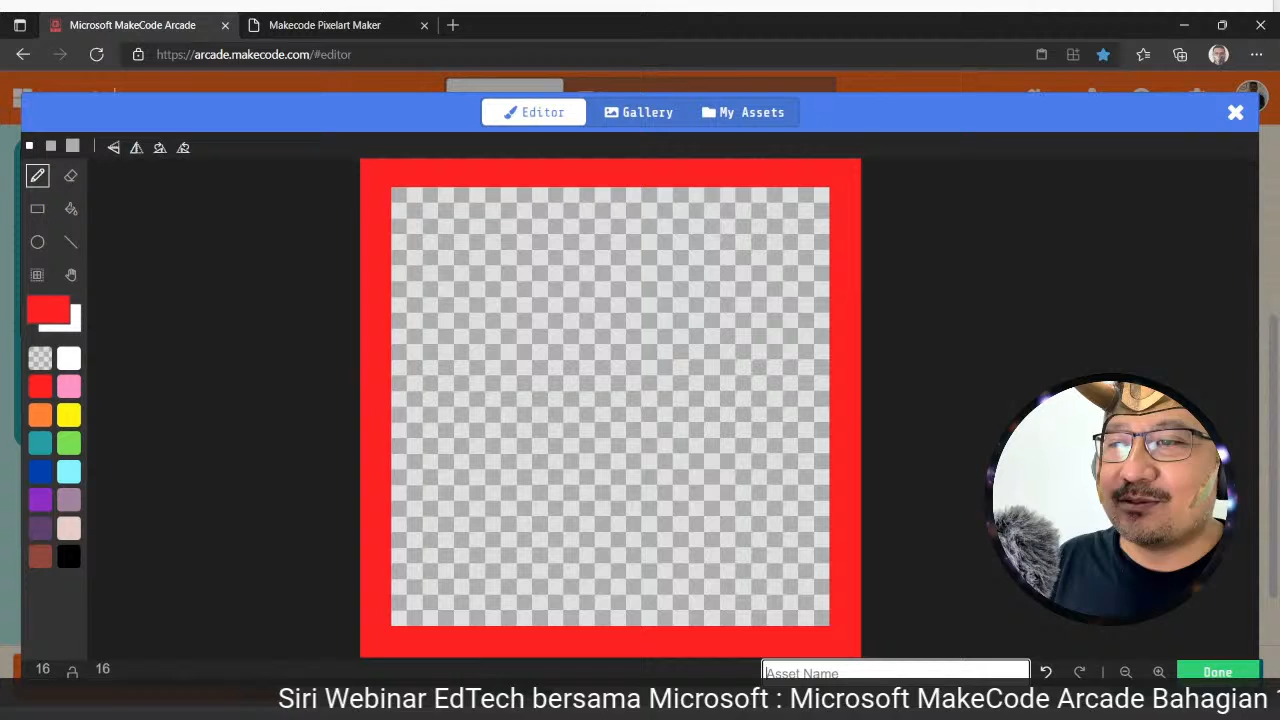 Microsoft MakeCode Arcade
Makecode Pixelart Maker
https://arcade.makecode.com/#editor
Editor
Gallery
My Assets
16
16
Asset Name
Done
Siri Webinar EdTech bersama Microsoft : Microsoft MakeCode Arcade Bahagian